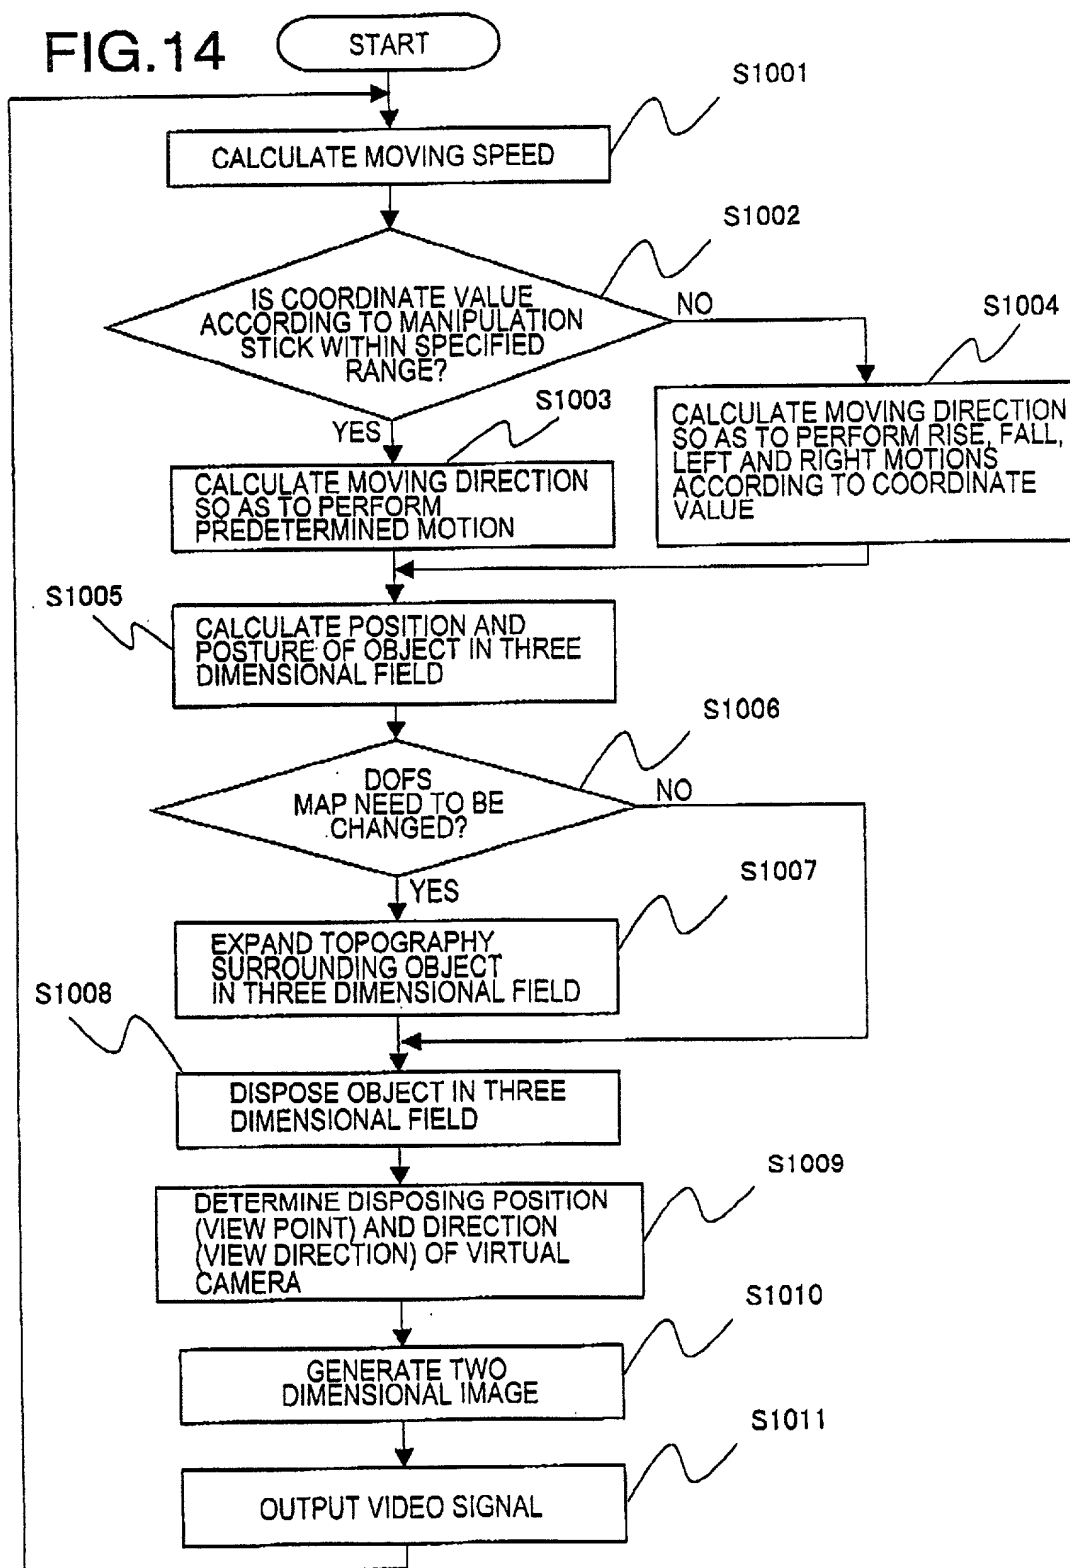 FIG.14
START
S1001
CALCULATE MOVING SPEED
S1002
IS COORDINATE VALUE
ACCORDING TO MANIPULATION
STICK WITHIN SPECIFIED
RANGE?
NO
S1004
YES
S1003
CALCULATE MOVING DIRECTION
SO AS TO PERFORM RISE, FALL,
LEFT AND RIGHT MOTIONS
ACCORDING TO COORDINATE
VALUE
CALCULATE MOVING DIRECTION
SO AS TO PERFORM
PREDETERMINED MOTION
S1005
CALCULATE POSITION AND
POSTURE OF OBJECT IN THREE
DIMENSIONAL FIELD
S1006
DOFS
MAP NEED TO BE
CHANGED?
NO
YES
S1007
EXPAND TOPOGRAPHY
SURROUNDING OBJECT
IN THREE DIMENSIONAL FIELD
S1008
DISPOSE OBJECT IN THREE
DIMENSIONAL FIELD
S1009
DETERMINE DISPOSING POSITION
(VIEW POINT) AND DIRECTION
(VIEW DIRECTION) OF VIRTUAL
CAMERA
S1010
GENERATE TWO
DIMENSIONAL IMAGE
S1011
OUTPUT VIDEO SIGNAL